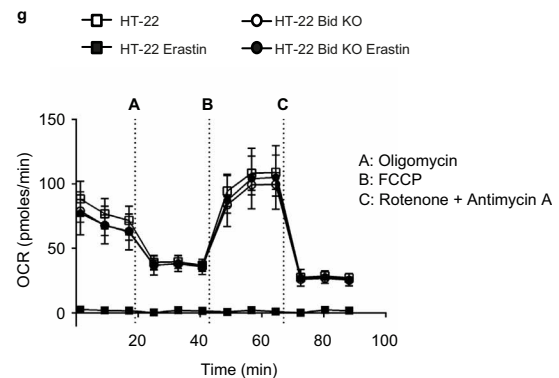 g
HT-22
HT-22 Bid KO
HT-22 Erastin
HT-22 Bid KO Erastin
A
B
C
150
100
50
0
20
40
60
80
100
OCR (pmoles/min)
Time (min)
A: Oligomycin
B: FCCP
C: Rotenone + Antimycin A